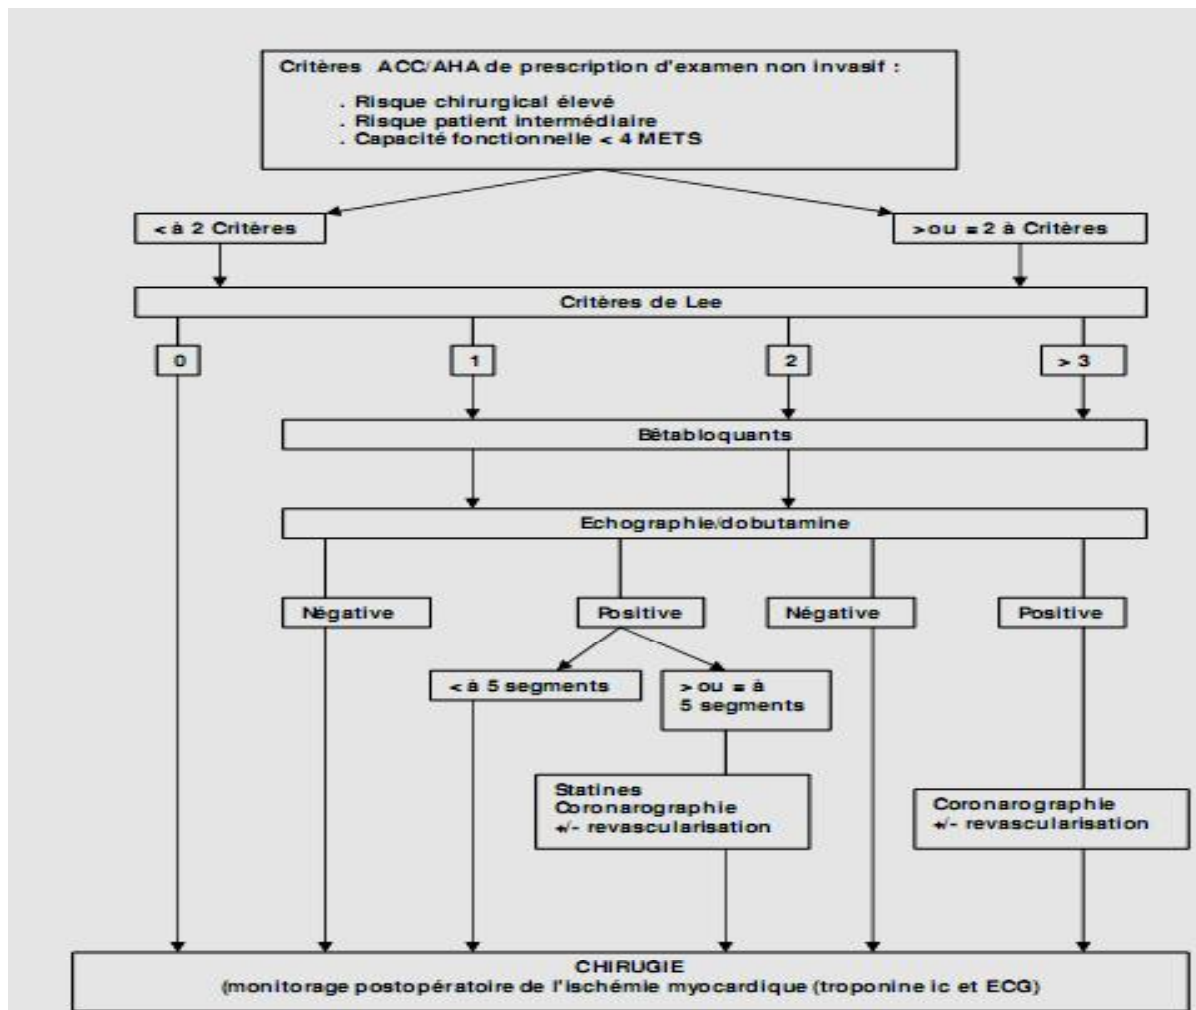 Critères ACC/AHA de prescription d'examen non invasif :
. Risque chirurgical élevé
. Risque patient intermédiaire
. Capacité fonctionnelle < 4 METS
< à 2 Critères
> ou = 2 à Critères
Critères de Lee
0
1
2
> 3
Bêtabloquants
Echographie/dobutamine
Négative
Positive
Négative
Positive
< à 5 segments
> ou = à
5 segments
Statines
Coronarographie
+/- revascularisation
Coronarographie
+/- revascularisation
CHIRUGIE
(monitorage postopératoire de l'ischémie myocardique (troponine ic et ECG)